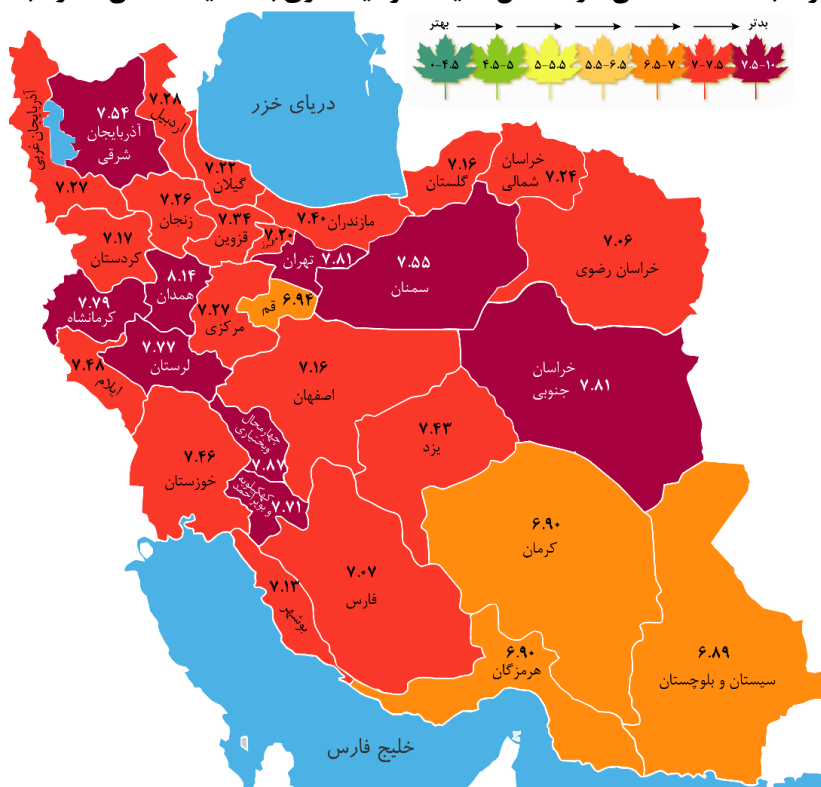 بهتر
بدتر
۰-۴.۵
۴.۵-۵
۵-۵.۵
۵.۵-۶.۵
۶.۵-۷
۷-۷.۵
۷.۵-۱۰
دریای خزر
آذربایجان غربی
۷.۲۷
۷.۵۴
آذربایجان
شرقی
۷.۲۸
اردبیل
۷.۲۲
گیلان
۷.۱۶
گلستان
خراسان
شمالی
۷.۲۴
۷.۰۶
خراسان رضوی
۷.۲۶
زنجان
۷.۳۴
قزوین
۷.۲۰
البرز
۷.۴۰ مازندران
۷.۱۷
کردستان
تهران ۷.۸۱
۷.۵۵
سمنان
۸.۱۴
همدان
۷.۷۹
کرمانشاه
۷.۲۷
مرکزی
قم ۶.۹۴
۷.۷۷
لرستان
۷.۴۸
ایلام
۷.۱۶
اصفهان
خراسان
جنوبی
۷.۸۱
چهارمحال
وبختیاری
۷.۸۷
۷.۴۳
یزد
۷.۴۶
خوزستان
کهگیلویه
و بویراحمد
۷.۷۱
۶.۹۰
کرمان
۷.۰۷
فارس
۷.۱۳
بوشهر
۶.۹۰
هرمزگان
۶.۸۹
سیستان و بلوچستان
خلیج فارس